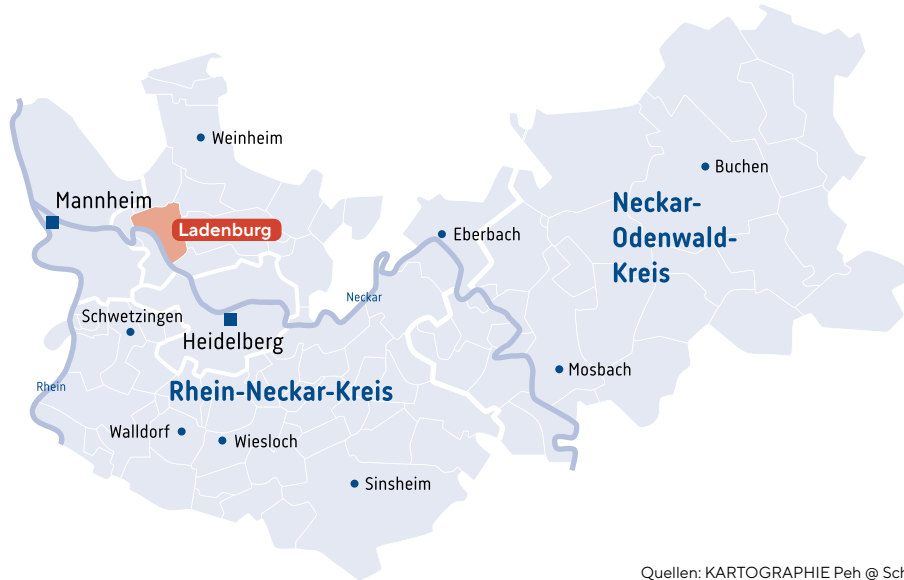 Weinheim
Buchen
Mannheim
Neckar-
Odenwald-
Kreis
Ladenburg
Eberbach
Neckar
Schwetzingen
Heidelberg
Mosbach
Rhein
Rhein-Neckar-Kreis
Walldorf
Wiesloch
Sinsheim
Quellen: KARTOGRAPHIE Peh @ Sch